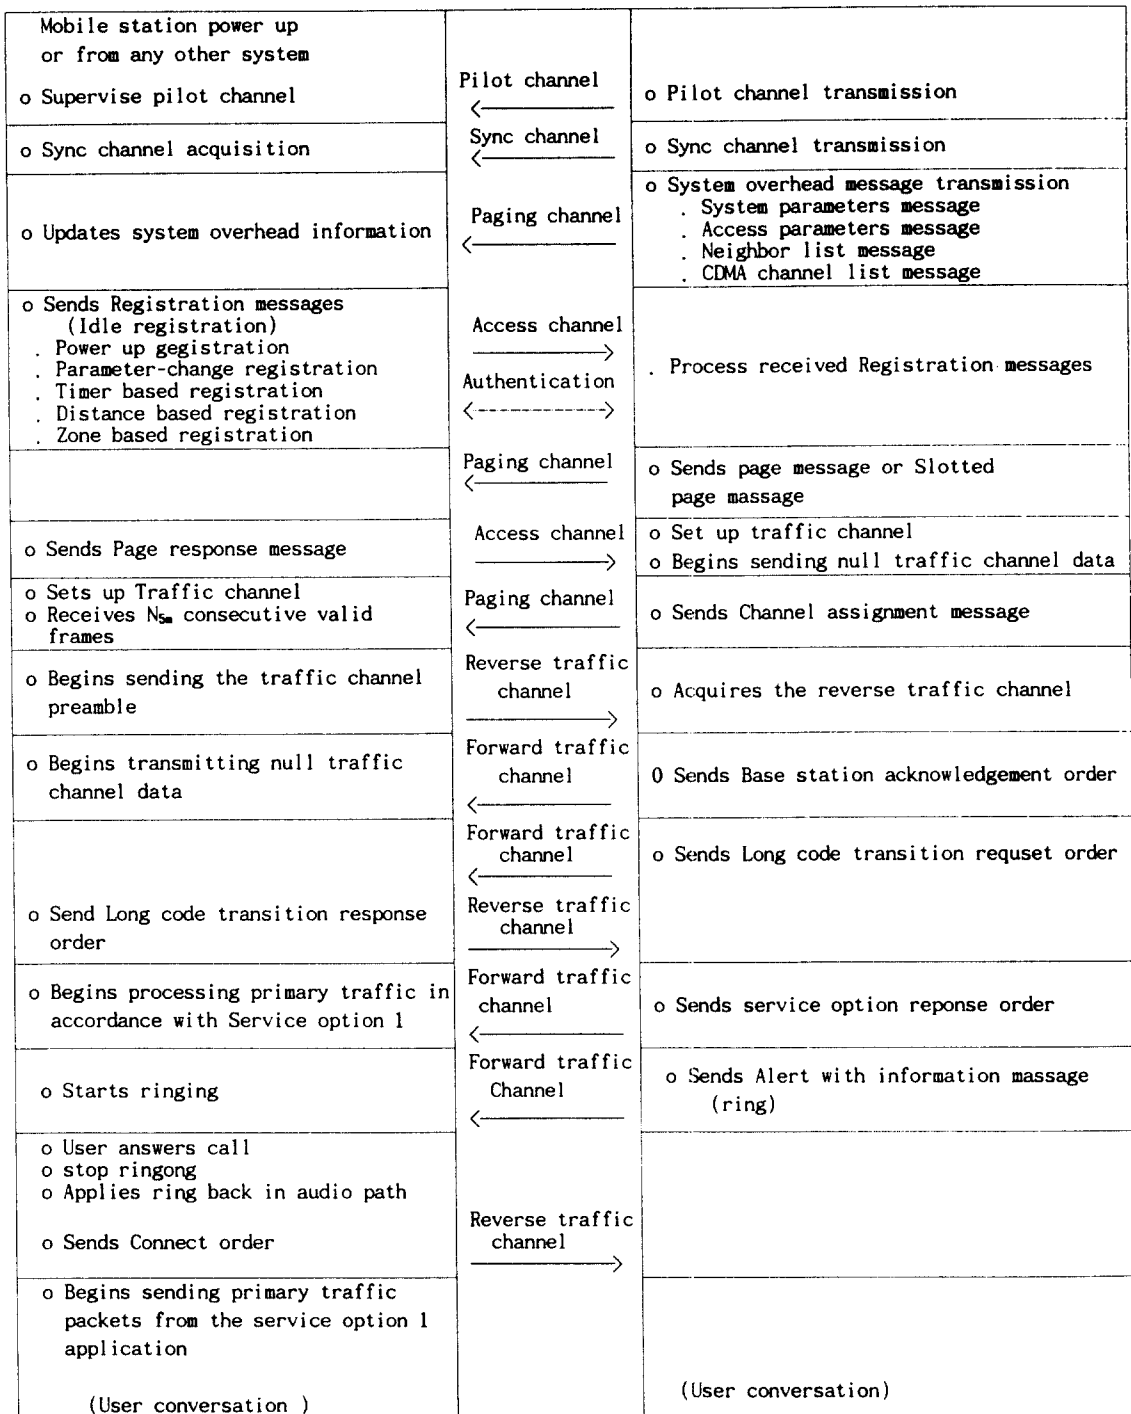 Mobile station power up
or from any other system
o Supervise pilot channel
Pilot channel
o Pilot channel transmission
o Sync channel acquisition
Sync channel
o Sync channel transmission
o Updates system overhead information
Paging channel
o System overhead message transmission
. System parameters message
. Access parameters message
. Neighbor list message
. CDMA channel list message
o Sends Registration messages
(Idle registration)
. Power up gegistration
. Parameter-change registration
. Timer based registration
. Distance based registration
. Zone based registration
Access channel
Authentication
. Process received Registration messages
Paging channel
o Sends page message or Slotted
page massage
o Sends Page response message
Access channel
o Set up traffic channel
o Begins sending null traffic channel data
o Sets up Traffic channel
o Receives N5m consecutive valid
frames
Paging channel
o Sends Channel assignment message
o Begins sending the traffic channel
preamble
Reverse traffic
channel
o Acquires the reverse traffic channel
o Begins transmitting null traffic
channel data
Forward traffic
channel
O Sends Base station acknowledgement order
Forward traffic
channel
o Sends Long code transition requset order
o Send Long code transition response
order
Reverse traffic
channel
o Begins processing primary traffic in
accordance with Service option 1
Forward traffic
channel
o Sends service option reponse order
o Starts ringing
Forward traffic
Channel
o Sends Alert with information massage
(ring)
o User answers call
o stop ringong
o Applies ring back in audio path
o Sends Connect order
Reverse traffic
channel
o Begins sending primary traffic
packets from the service option 1
application
(User conversation )
(User conversation)